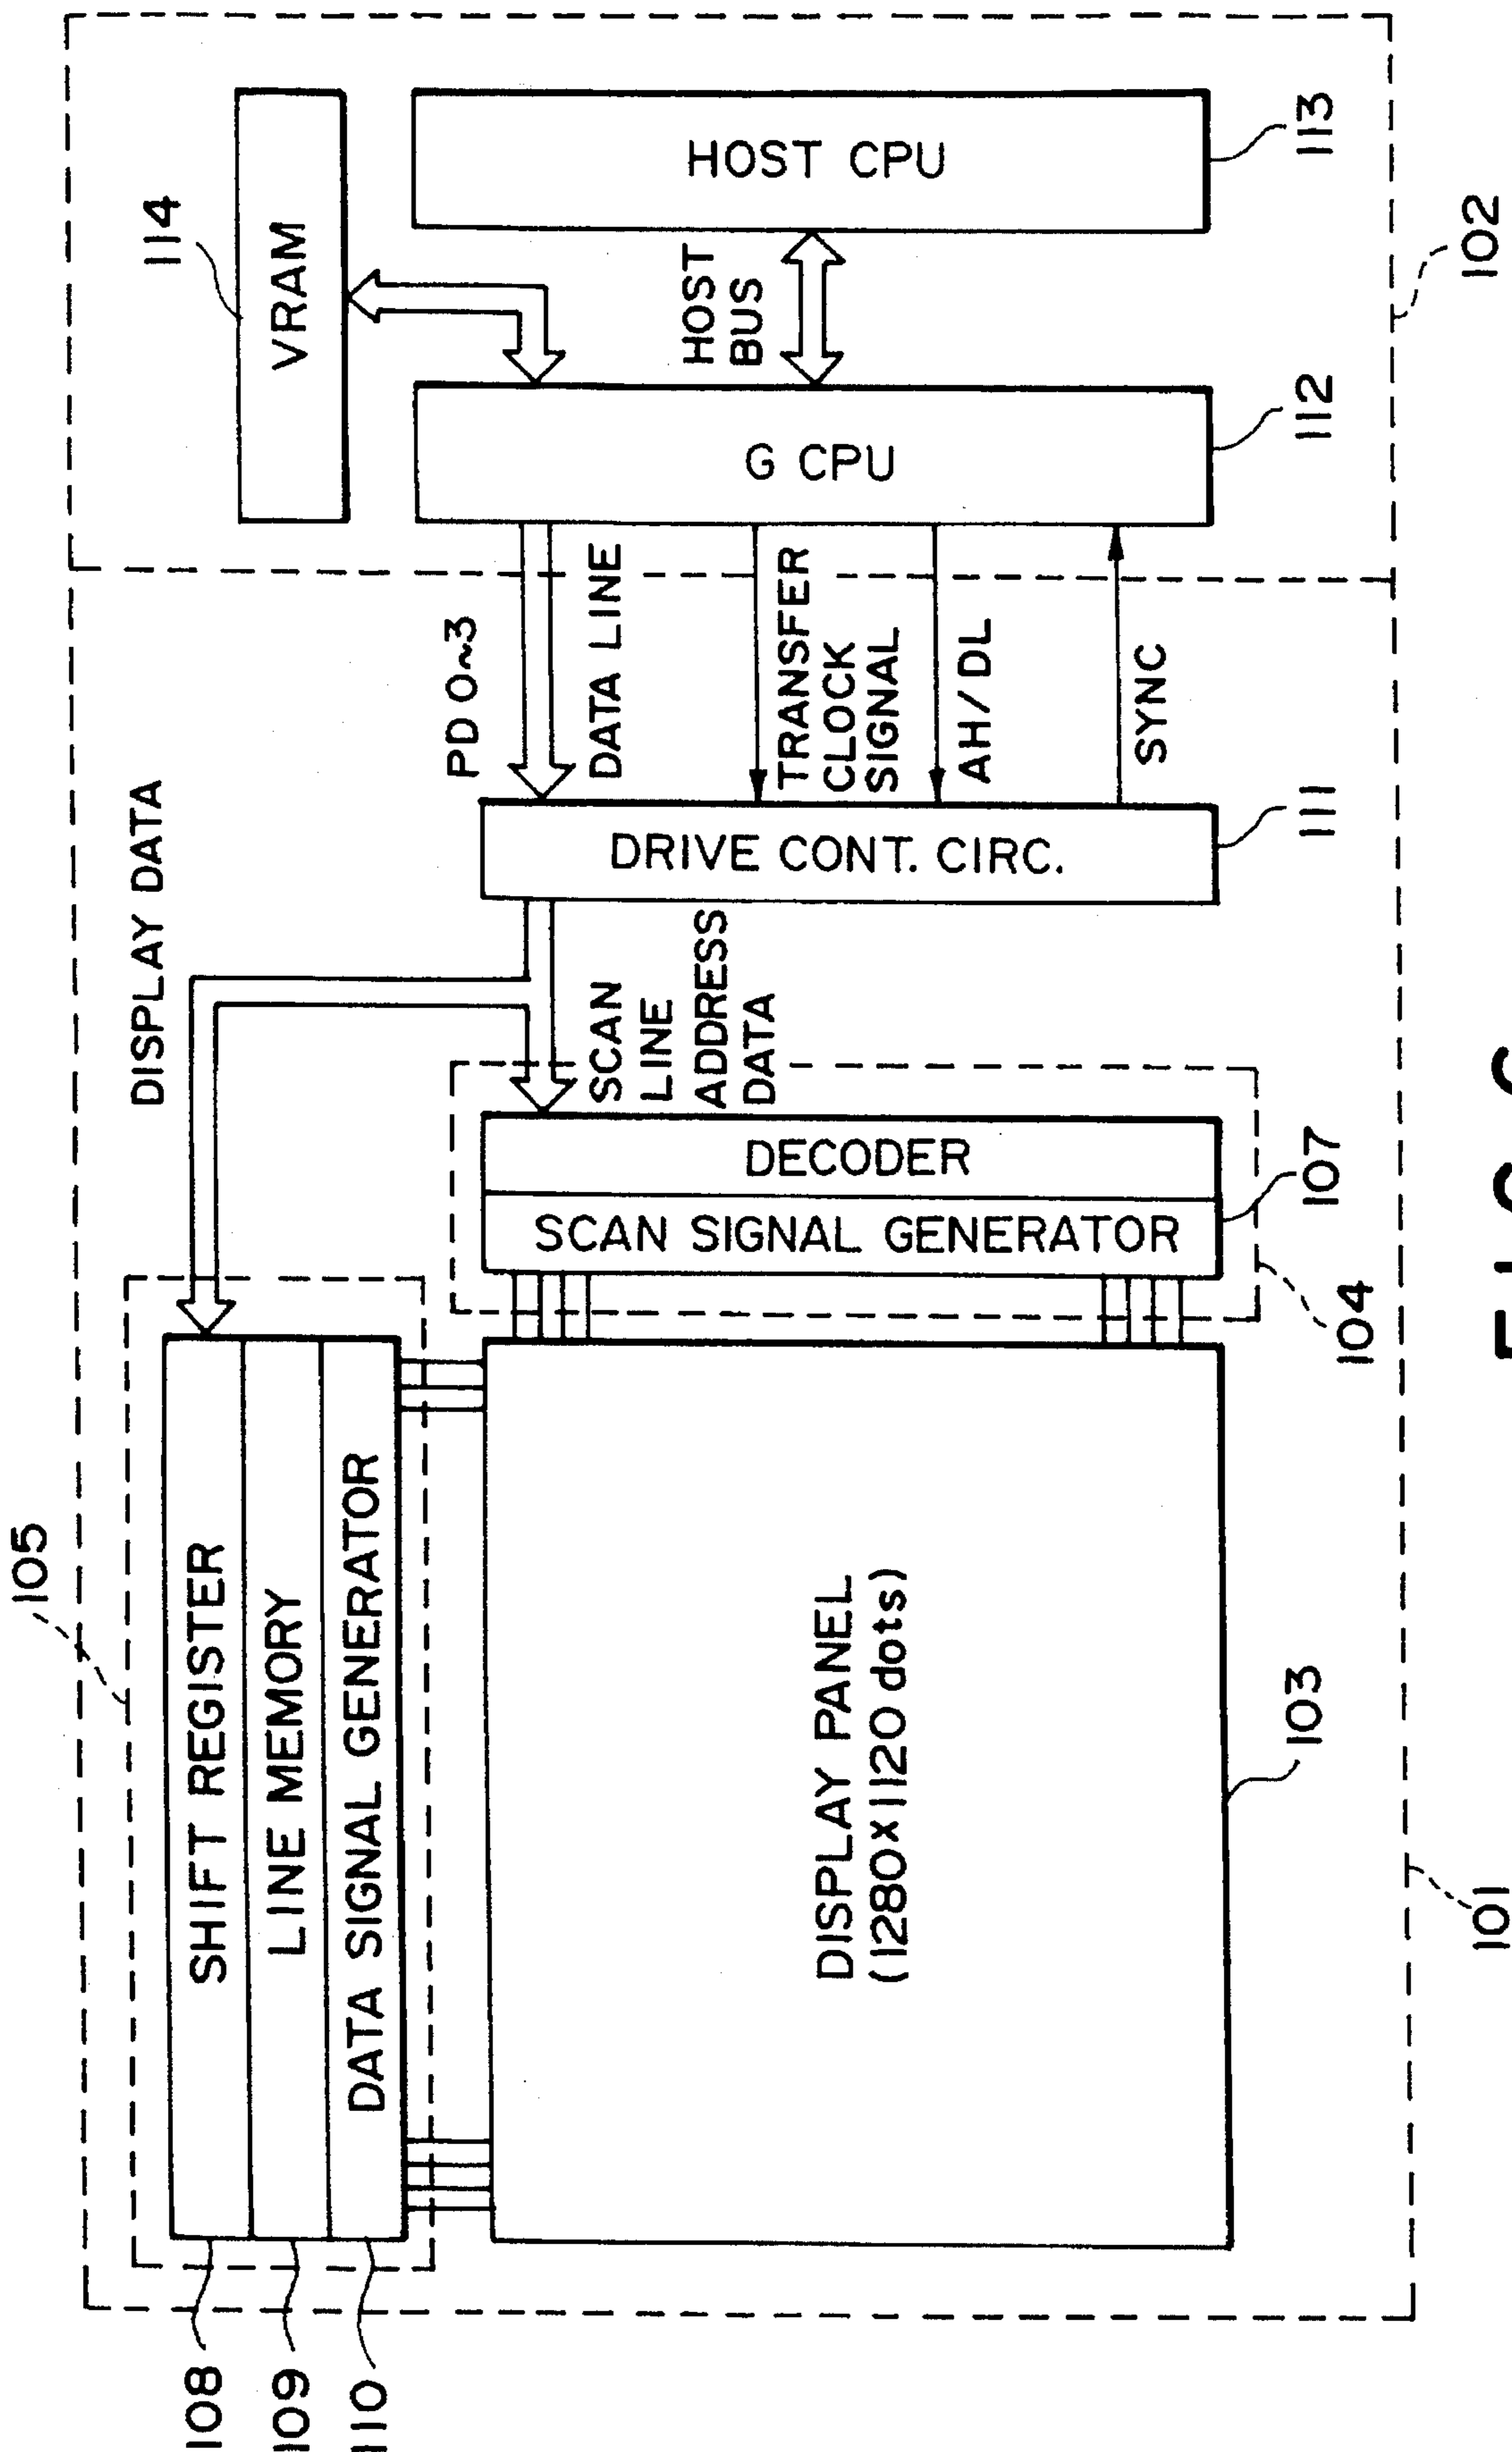 105
DISPLAY DATA
114
108
SHIFT REGISTER
VRAM
109
LINE MEMORY
110
DATA SIGNAL GENERATOR
PD 0~3
DATA LINE
SCAN
LINE
ADDRESS
DATA
HOST
BUS
TRANSFER
CLOCK
SIGNAL
AH/DL
SYNC
DISPLAY PANEL
(1280x1120 dots)
SCAN SIGNAL GENERATOR
DECODER
DRIVE CONT. CIRC.
G CPU
HOST CPU
103
104
107
111
112
113
101
102